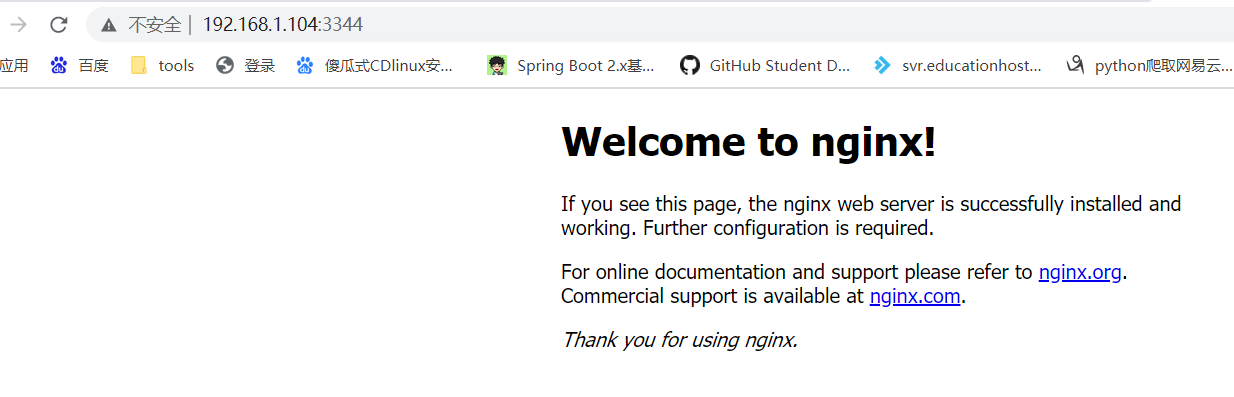 不安全 | 192.168.1.104:3344
应用 百度 tools 登录 傻瓜式CDlinux安... Spring Boot 2.x基... GitHub Student D... svr.educationhost... python爬取网易云...
Welcome to nginx!
If you see this page, the nginx web server is successfully installed and
working. Further configuration is required.
For online documentation and support please refer to nginx.org.
Commercial support is available at nginx.com.
Thank you for using nginx.